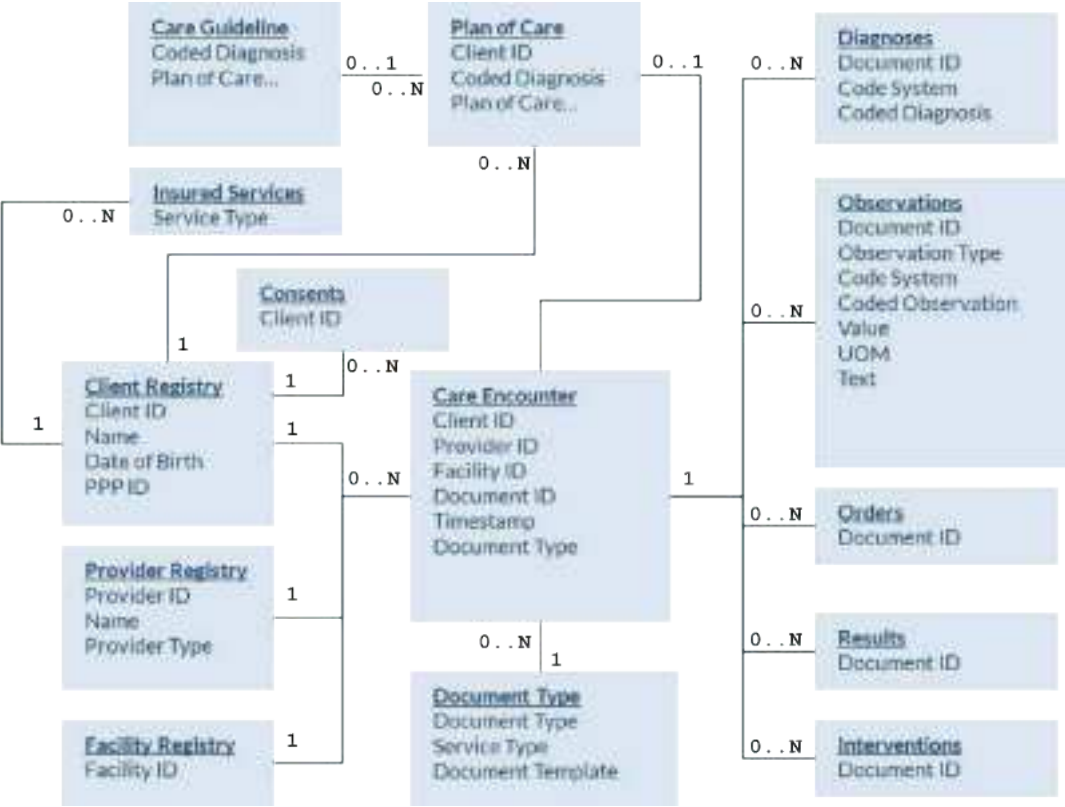 Care Guideline
Coded Diagnosis
Plan of Care...
0..1
0..N
Plan of Care
Client ID
Coded Diagnosis
Plan of Care...
0..1
0..N
0..N
Diagnoses
Document ID
Code System
Coded Diagnosis
Insured Services
Service Type
0..N
Observations
Document ID
Observation Type
Code System
Coded Observation
Value
UOM
Text
0..N
Consents
Client ID
0..N
1
1
1
1
Client Registry
Client ID
Name
Date of Birth
PPP ID
0..N
Care Encounter
Client ID
Provider ID
Facility ID
Document ID
Timestamp
Document Type
1
0..N
Orders
Document ID
Provider Registry
Provider ID
Name
Provider Type
1
0..N
1
0..N
Results
Document ID
Document Type
Document Type
Service Type
Document Template
Facility Registry
Facility ID
1
0..N
Interventions
Document ID